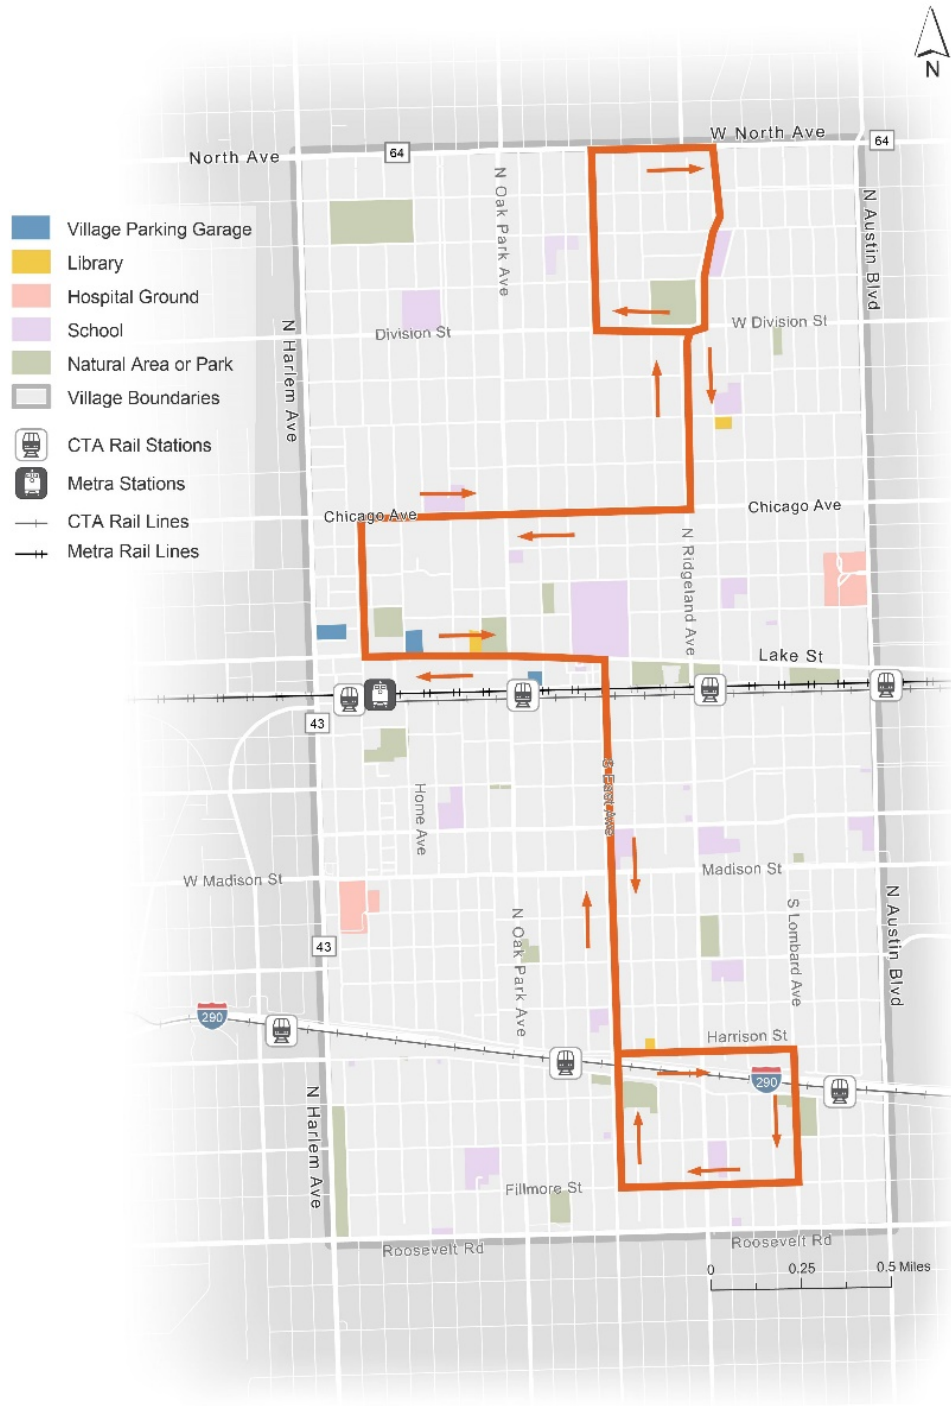 N
W North Ave
64
64
North Ave
N Oak Park Ave
N Austin Blvd
Village Parking Garage
Library
Hospital Ground
School
Natural Area or Park
Village Boundaries
CTA Rail Stations
Metra Stations
CTA Rail Lines
Metra Rail Lines
N Harlem Ave
Division St
W Division St
Chicago Ave
Chicago Ave
N Ridgeland Ave
Lake St
43
S East Ave
Home Ave
W Madison St
Madison St
S Lombard Ave
N Austin Blvd
N Oak Park Ave
43
290
Harrison St
290
N Harlem Ave
Fillmore St
Roosevelt Rd
Roosevelt Rd
0 0.25 0.5 Miles